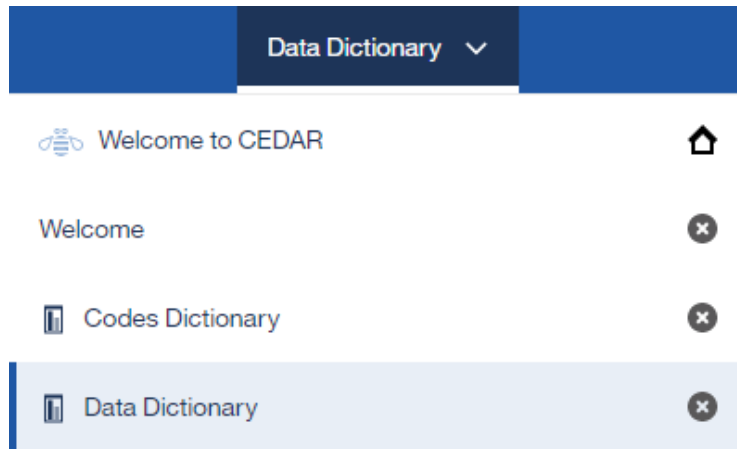 Data Dictionary
Welcome to CEDAR
Welcome
Codes Dictionary
Data Dictionary